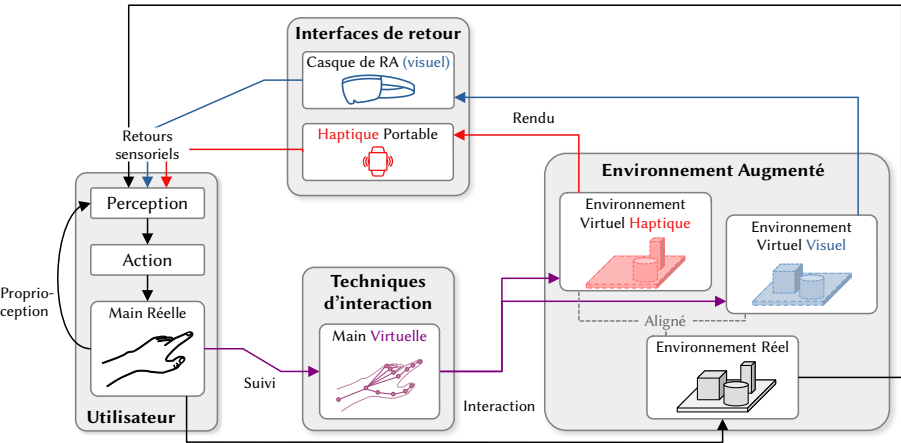 Interfaces de retour
Casque de RA (visuel)
Haptique Portable
Rendu
Retours
sensoriels
Perception
Action
Main Réelle
Utilisateur
Proprio-
ception
Suivi
Techniques
d'interaction
Main Virtuelle
Interaction
Environnement Augmenté
Environnement
Virtuel Haptique
Environnement
Virtuel Visuel
Aligné
Environnement Réel